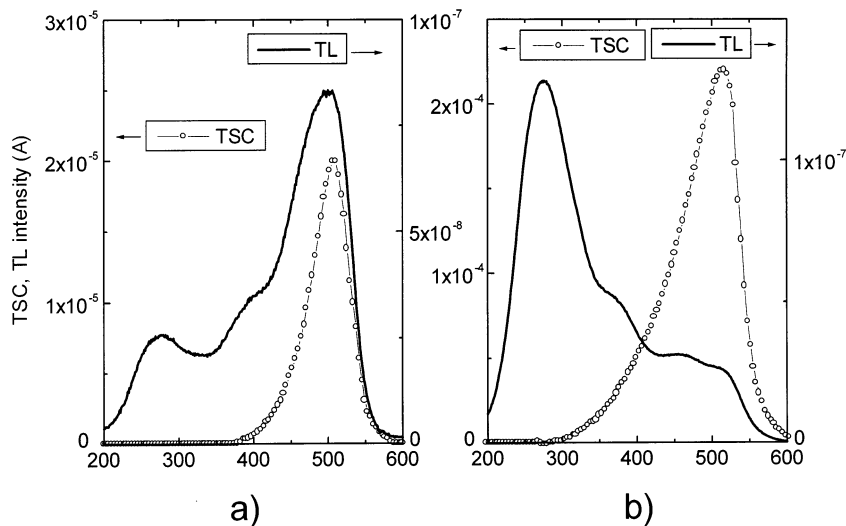 3x10⁻⁵
2x10⁻⁵
1x10⁻⁵
0
TSC, TL intensity (A)
TL
TSC
1x10⁻⁷
5x10⁻⁸
0
200 300 400 500 600
a)
TSC
TL
2x10⁻⁴
1x10⁻⁴
0
1x10⁻⁷
0
200 300 400 500 600
b)